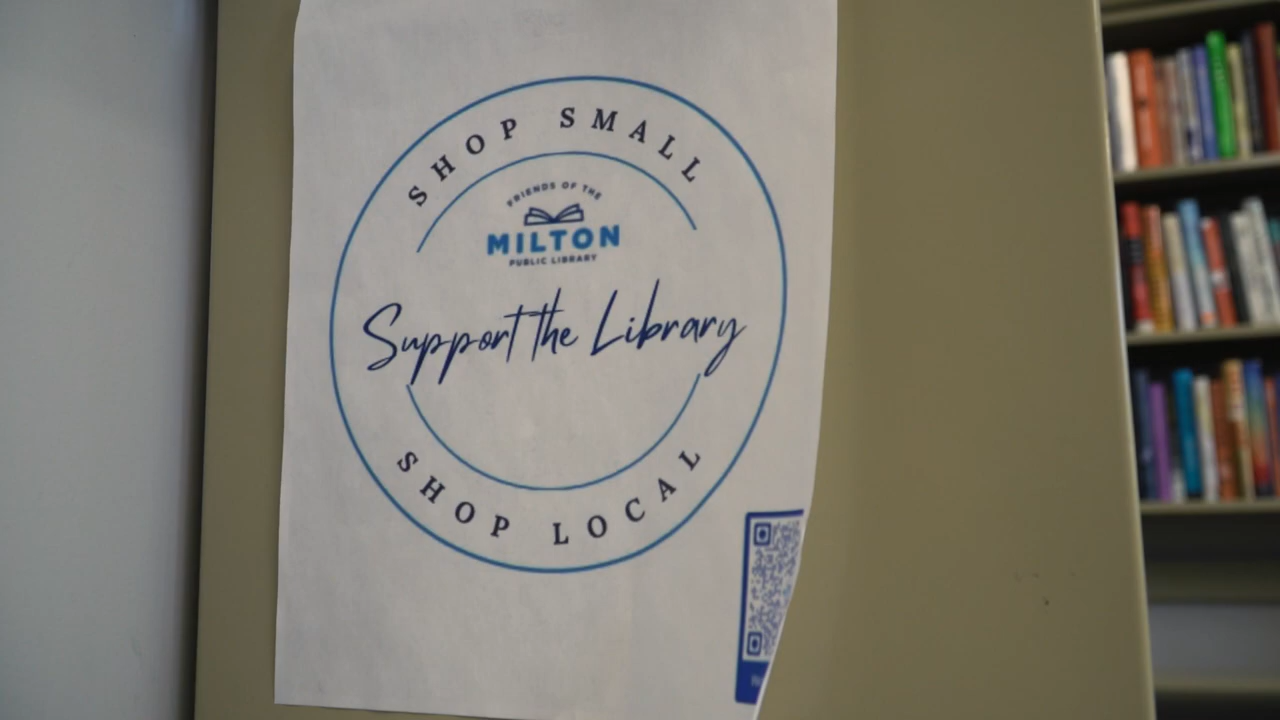 SHOP SMALL
FRIENDS OF THE
MILTON
PUBLIC LIBRARY
Support the Library
SHOP LOCAL